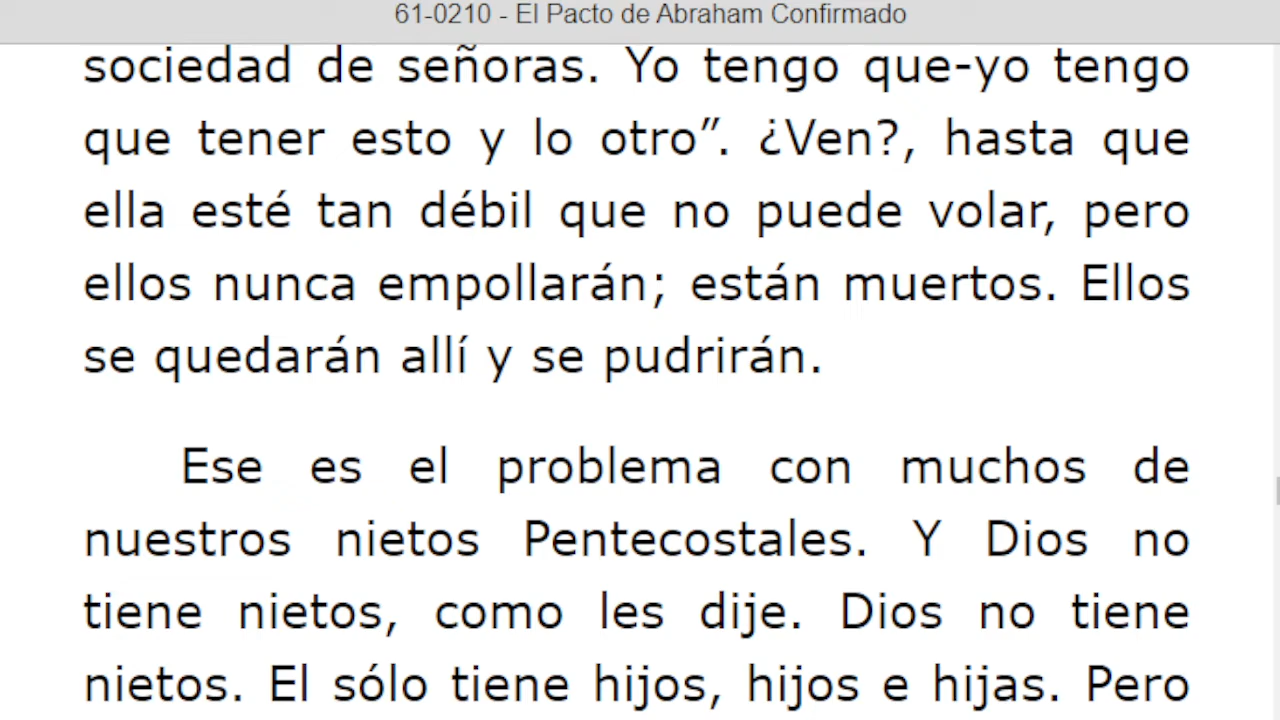 61-0210 - El Pacto de Abraham Confirmado
sociedad de señoras. Yo tengo que-yo tengo
que tener esto y lo otro”. ¿Ven?, hasta que
ella esté tan débil que no puede volar, pero
ellos nunca empollarán; están muertos. Ellos
se quedarán allí y se pudrirán.
Ese es el problema con muchos de
nuestros nietos Pentecostales. Y Dios no
tiene nietos, como les dije. Dios no tiene
nietos. El sólo tiene hijos, hijos e hijas. Pero